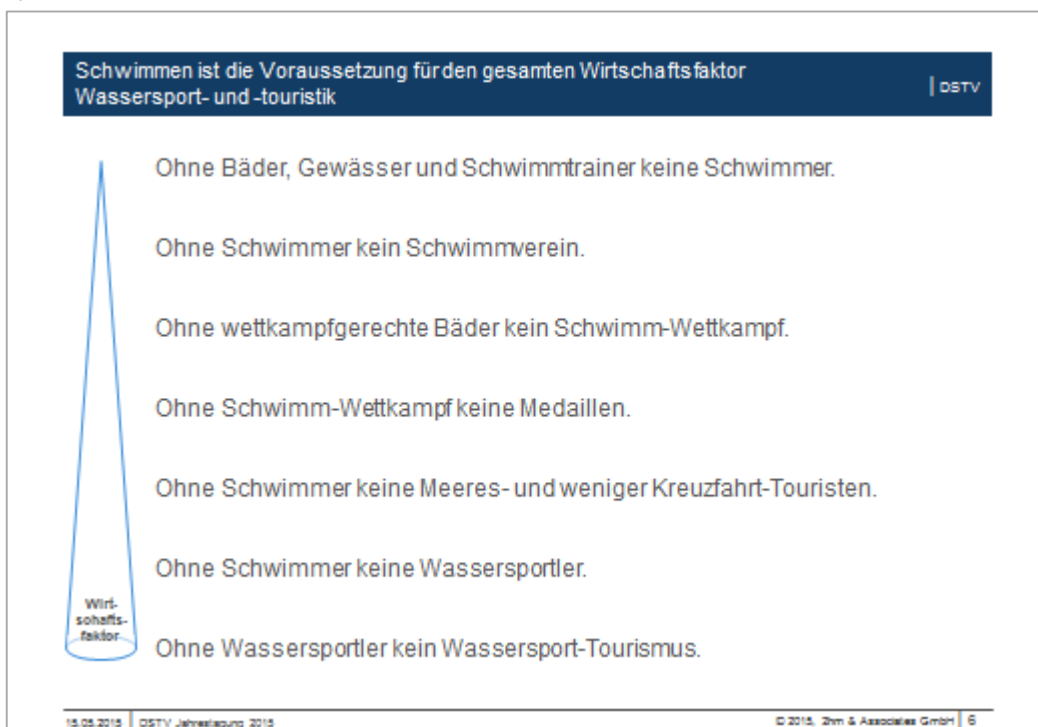 Schwimmen ist die Voraussetzung für den gesamten Wirtschaftsfaktor
Wassersport- und -touristik
| DSTV
Ohne Bäder, Gewässer und Schwimmtrainer keine Schwimmer.
Ohne Schwimmer kein Schwimmverein.
Ohne wettkampfgerechte Bäder kein Schwimm-Wettkampf.
Ohne Schwimm-Wettkampf keine Medaillen.
Ohne Schwimmer keine Meeres- und weniger Kreuzfahrt-Touristen.
Ohne Schwimmer keine Wassersportler.
Wirt-
schafts-
faktor
Ohne Wassersportler kein Wassersport-Tourismus.
15.05.2015 | DSTV Jahrestagung 2015
© 2015, 2hm & Associates GmbH | 6